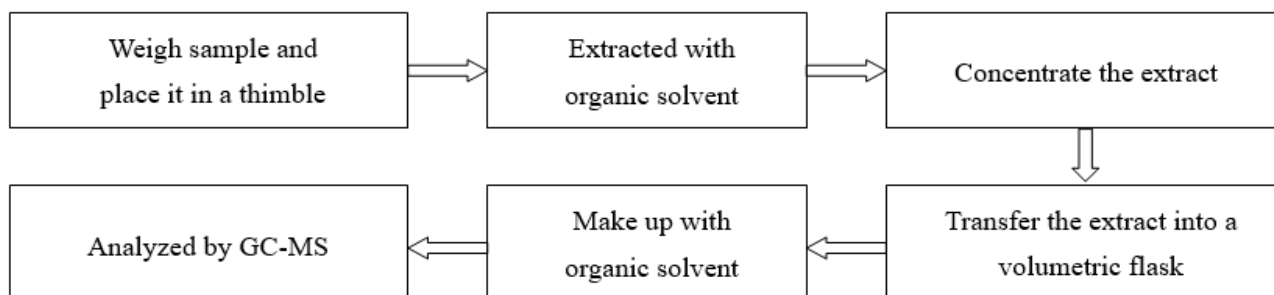 Weigh sample and
place it in a thimble
Extracted with
organic solvent
Concentrate the extract
Transfer the extract into a
volumetric flask
Make up with
organic solvent
Analyzed by GC-MS